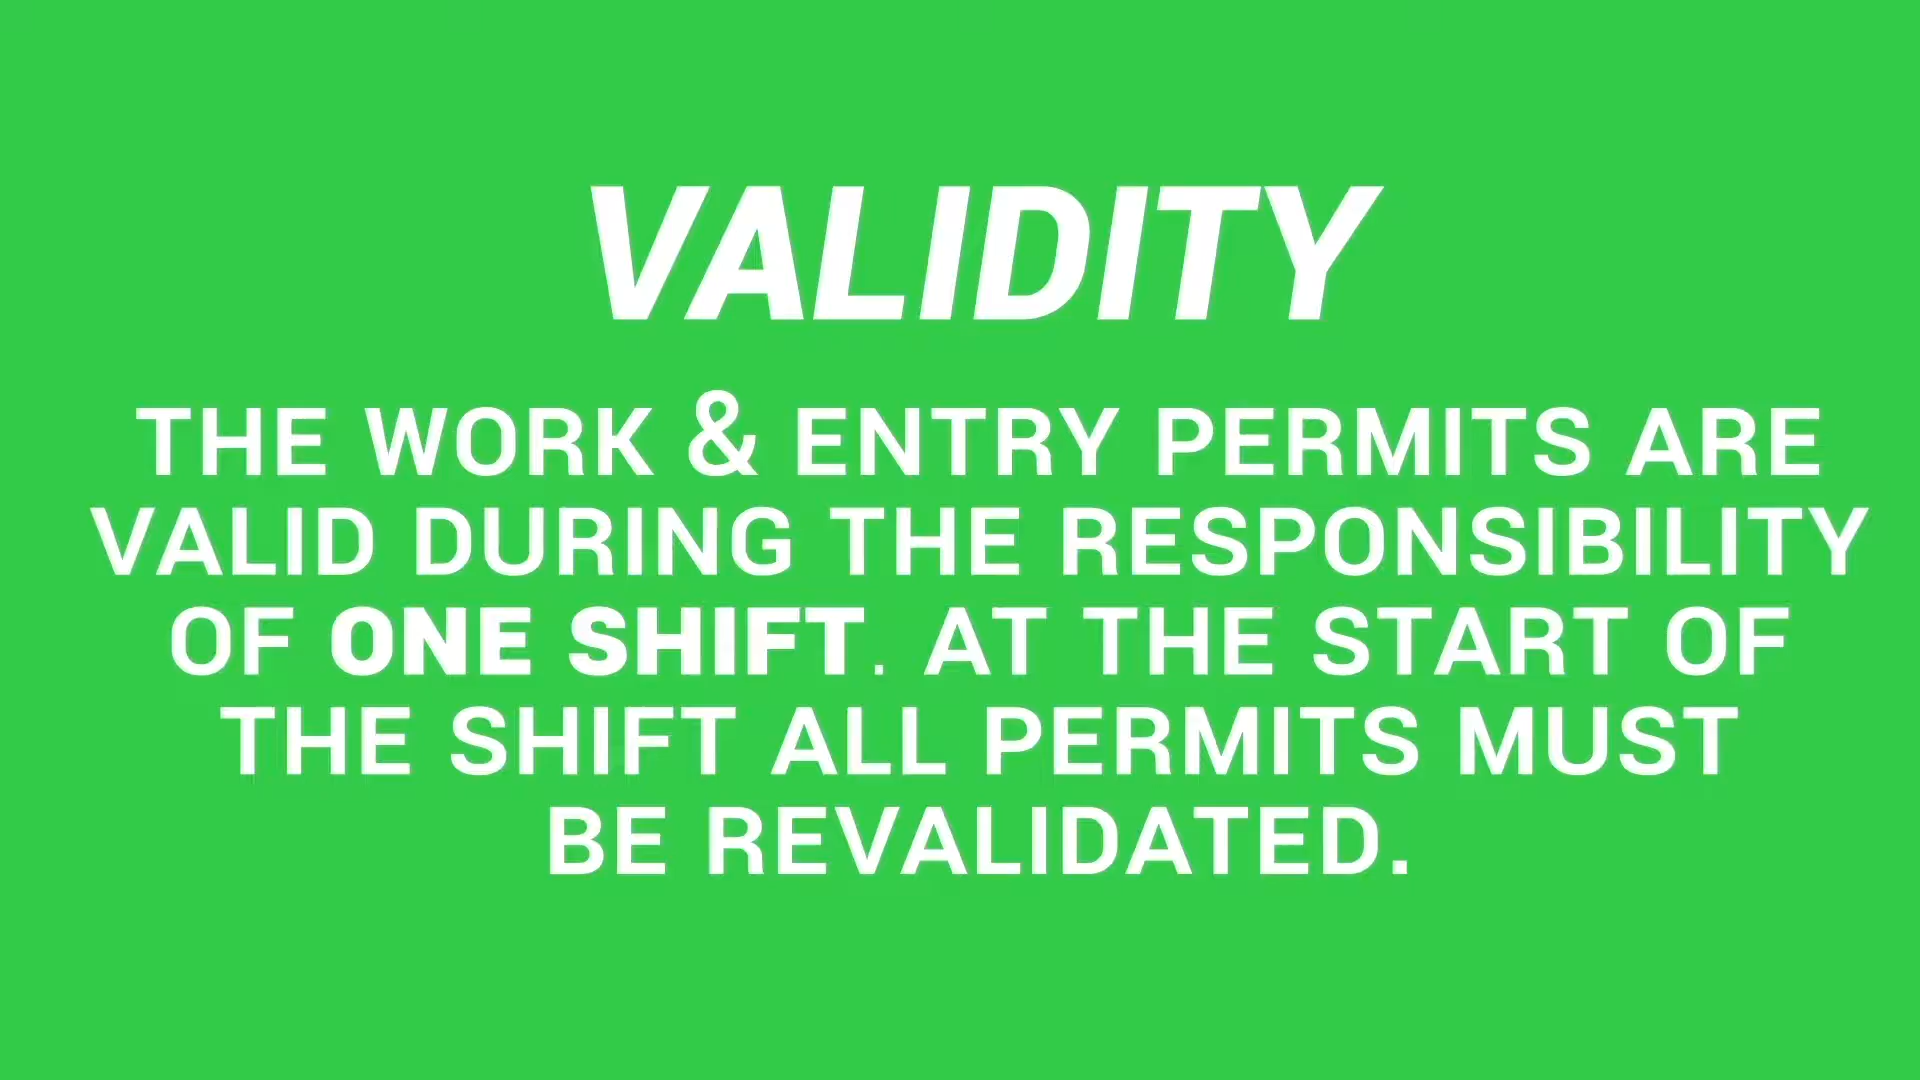 VALIDITY
THE WORK & ENTRY PERMITS ARE
VALID DURING THE RESPONSIBILITY
OF ONE SHIFT. AT THE START OF
THE SHIFT ALL PERMITS MUST
BE REVALIDATED.